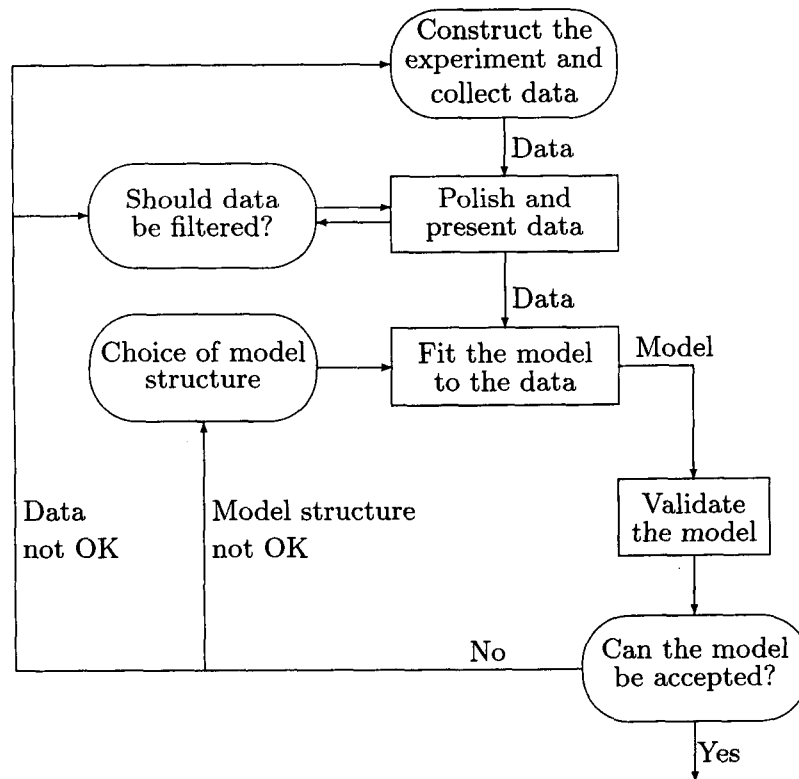 Construct the
experiment and
collect data
Data
Should data
be filtered?
Polish and
present data
Data
Choice of model
structure
Fit the model
to the data
Model
Data
not OK
Model structure
not OK
Validate
the model
No
Can the model
be accepted?
Yes